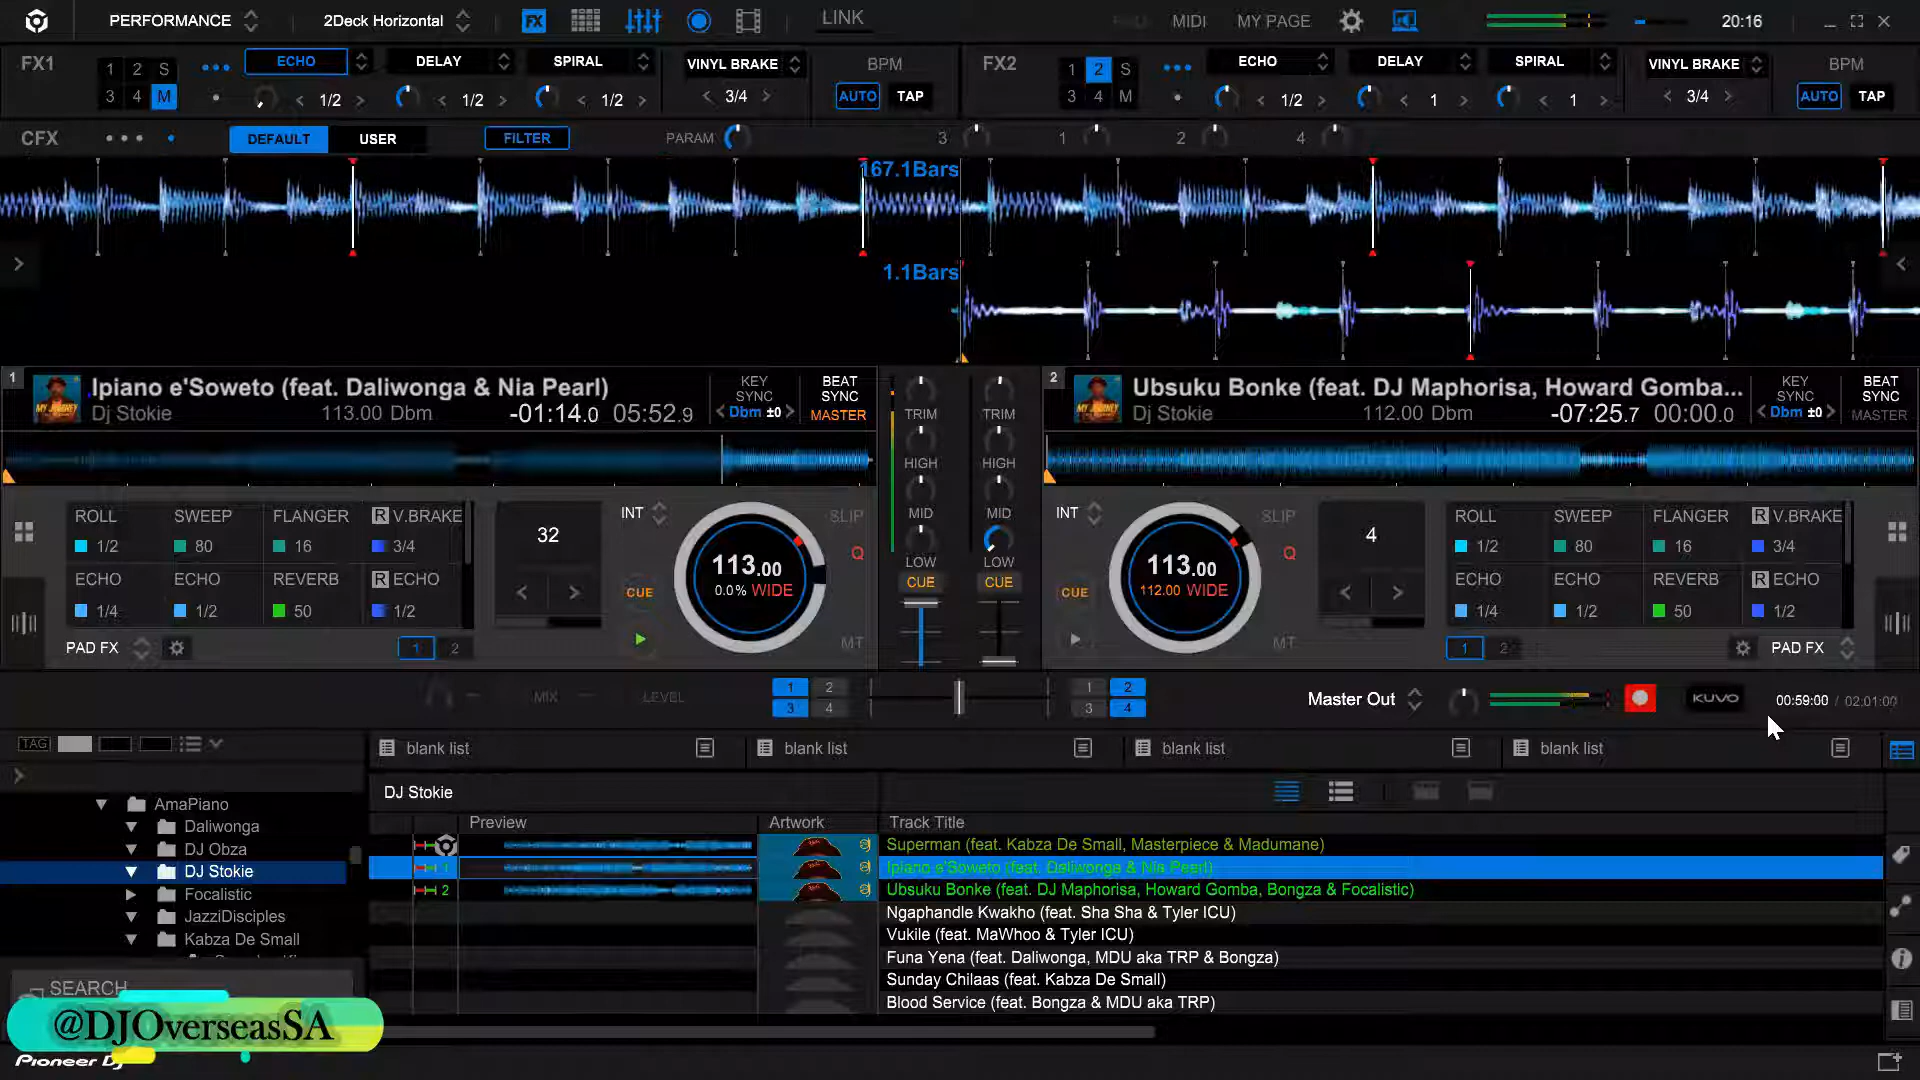 PERFORMANCE 2Deck Horizontal FX LINK MIDI MY PAGE 20:16
FX1 1 2 S ECHO DELAY SPIRAL VINYL BRAKE BPM FX2 1 2 S ECHO DELAY SPIRAL VINYL BRAKE BPM
3 4 M < 1/2 > < 1/2 > < 1/2 > < 3/4 > AUTO TAP 3 4 M < 1/2 > < 1 > < 1 > < 3/4 > AUTO TAP
CFX DEFAULT USER FILTER PARAM 3 1 2 4
167.1Bars
1.1Bars
1 Ipiano e'Soweto (feat. Daliwonga & Nia Pearl) KEY SYNC BEAT SYNC
Dj Stokie 113.00 Dbm -01:14.0 05:52.9 < Dbm ±0 > MASTER
TRIM TRIM
HIGH HIGH
MID MID
LOW LOW
CUE CUE
2 Ubsuku Bonke (feat. DJ Maphorisa, Howard Gomba... KEY SYNC BEAT SYNC
Dj Stokie 112.00 Dbm -07:25.7 00:00.0 < Dbm ±0 > MASTER
ROLL SWEEP FLANGER R V.BRAKE
1/2 80 16 3/4
ECHO ECHO REVERB R ECHO
1/4 1/2 50 1/2
PAD FX 1 2
32
< >
INT SLIP
Q
113.00
0.0% WIDE
CUE
MT
INT SLIP
Q
113.00
112.00 WIDE
CUE
MT
4
< >
ROLL SWEEP FLANGER R V.BRAKE
1/2 80 16 3/4
ECHO ECHO REVERB R ECHO
1/4 1/2 50 1/2
1 2 PAD FX
MIX LEVEL 1 2 1 2 Master Out KUVO 00:59:00 / 02:01:00
3 4 3 4
TAG blank list blank list blank list blank list
DJ Stokie
AmaPiano
Daliwonga
DJ Obza
DJ Stokie
Focalistic
JazziDisciples
Kabza De Small
SEARCH
Preview Artwork Track Title
Superman (feat. Kabza De Small, Masterpiece & Madumane)
1 Ipiano e'Soweto (feat. Daliwonga & Nia Pearl)
2 Ubsuku Bonke (feat. DJ Maphorisa, Howard Gomba, Bongza & Focalistic)
Ngaphandle Kwakho (feat. Sha Sha & Tyler ICU)
Vukile (feat. MaWhoo & Tyler ICU)
Funa Yena (feat. Daliwonga, MDU aka TRP & Bongza)
Sunday Chilaas (feat. Kabza De Small)
Blood Service (feat. Bongza & MDU aka TRP)
@DJOverseasSA
Pioneer Dj